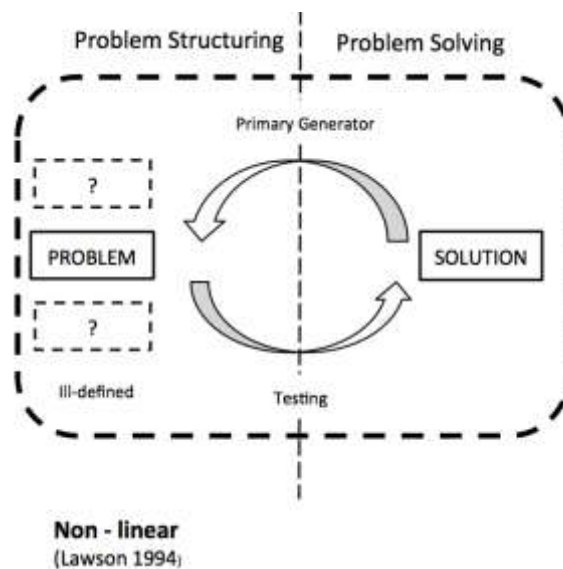 Problem Structuring
Problem Solving
Primary Generator
?
PROBLEM
SOLUTION
?
Ill-defined
Testing
Non - linear
(Lawson 1994)